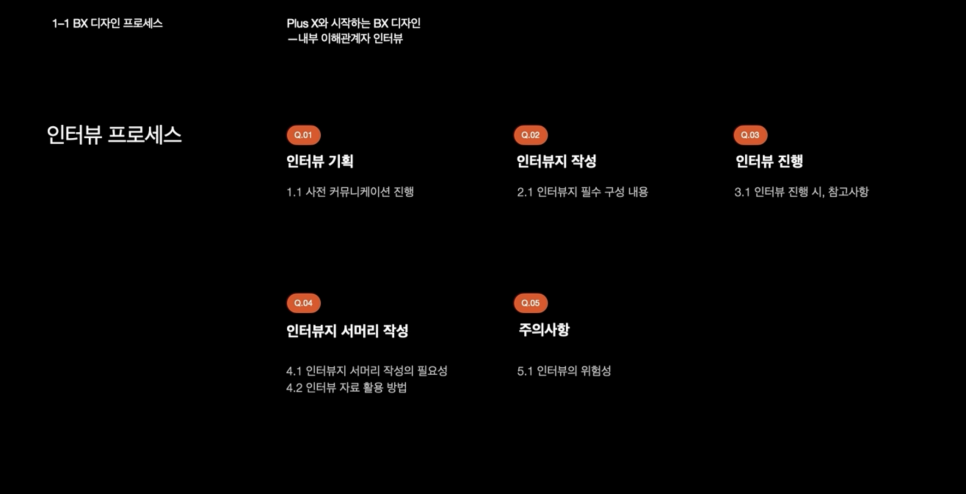 1-1 BX 디자인 프로세스
Plus X와 시작하는 BX 디자인
—내부 이해관계자 인터뷰
인터뷰 프로세스
Q.01
인터뷰 기획
1.1 사전 커뮤니케이션 진행
Q.02
인터뷰지 작성
2.1 인터뷰지 필수 구성 내용
Q.03
인터뷰 진행
3.1 인터뷰 진행 시, 참고사항
Q.04
인터뷰지 서머리 작성
4.1 인터뷰지 서머리 작성의 필요성
4.2 인터뷰 자료 활용 방법
Q.05
주의사항
5.1 인터뷰의 위험성